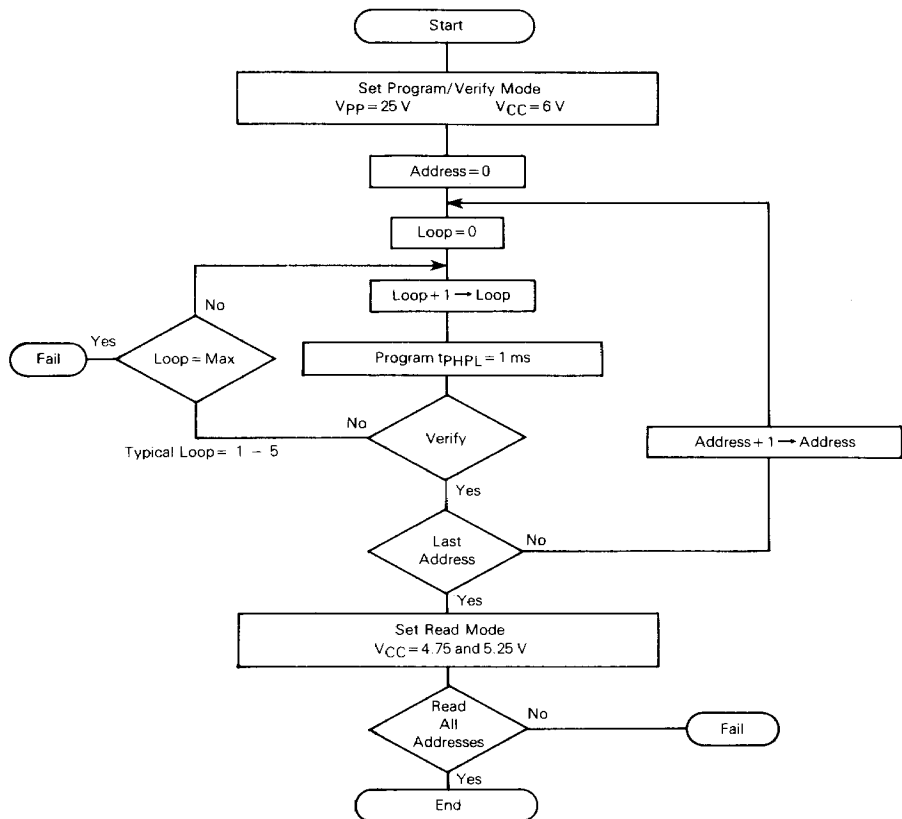 Start
Set Program/Verify Mode
VPP = 25 V VCC = 6 V
Address = 0
Loop = 0
Loop + 1 → Loop
No
Fail
Yes
Loop = Max
Program tPHPL = 1 ms
No
Verify
Typical Loop = 1 – 5
Address + 1 → Address
Yes
Last
Address
No
Yes
Set Read Mode
VCC = 4.75 and 5.25 V
Read
All
Addresses
No
Fail
Yes
End